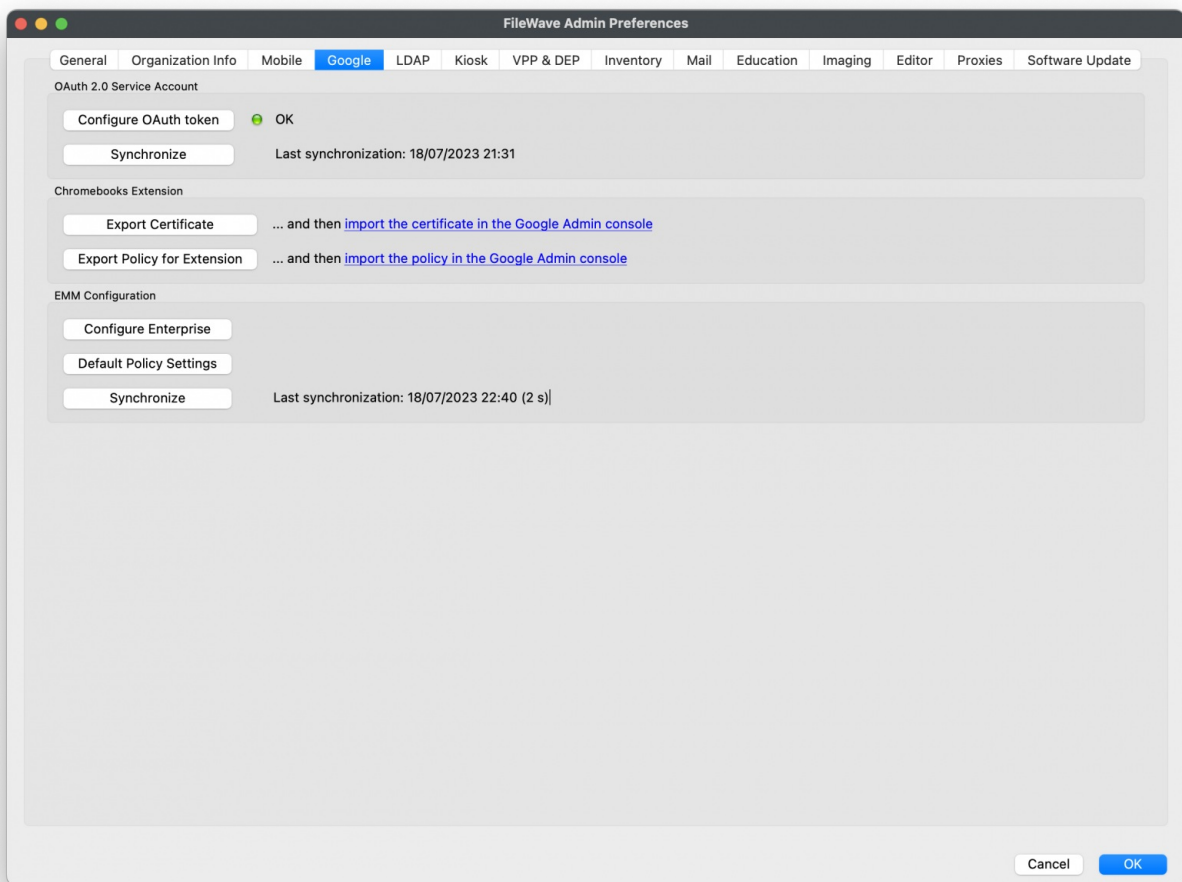 FileWave Admin Preferences
General Organization Info Mobile Google LDAP Kiosk VPP & DEP Inventory Mail Education Imaging Editor Proxies Software Update
OAuth 2.0 Service Account
Configure OAuth token OK
Synchronize Last synchronization: 18/07/2023 21:31
Chromebooks Extension
Export Certificate ... and then import the certificate in the Google Admin console
Export Policy for Extension ... and then import the policy in the Google Admin console
EMM Configuration
Configure Enterprise
Default Policy Settings
Synchronize Last synchronization: 18/07/2023 22:40 (2 s)
Cancel OK